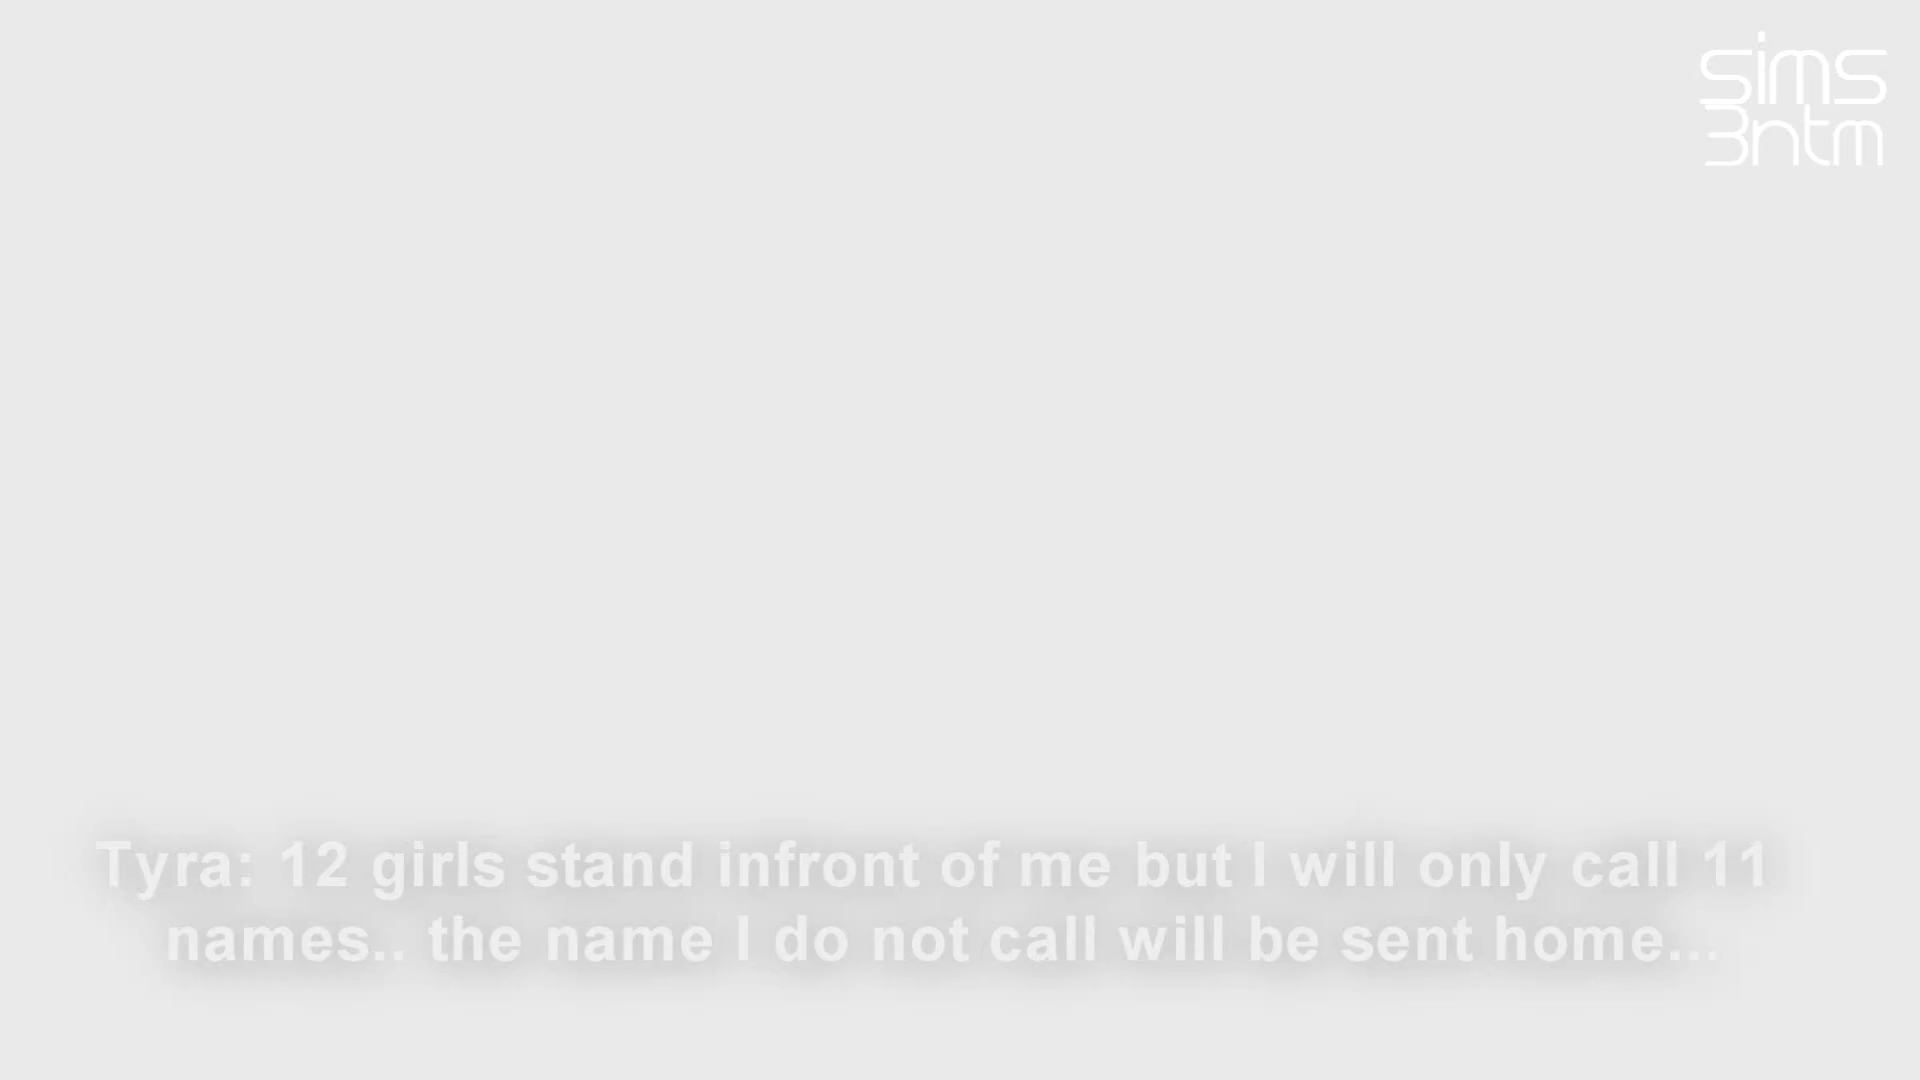 sims
3ntm
Tyra: 12 girls stand infront of me but I will only call 11
names.. the name I do not call will be sent home...